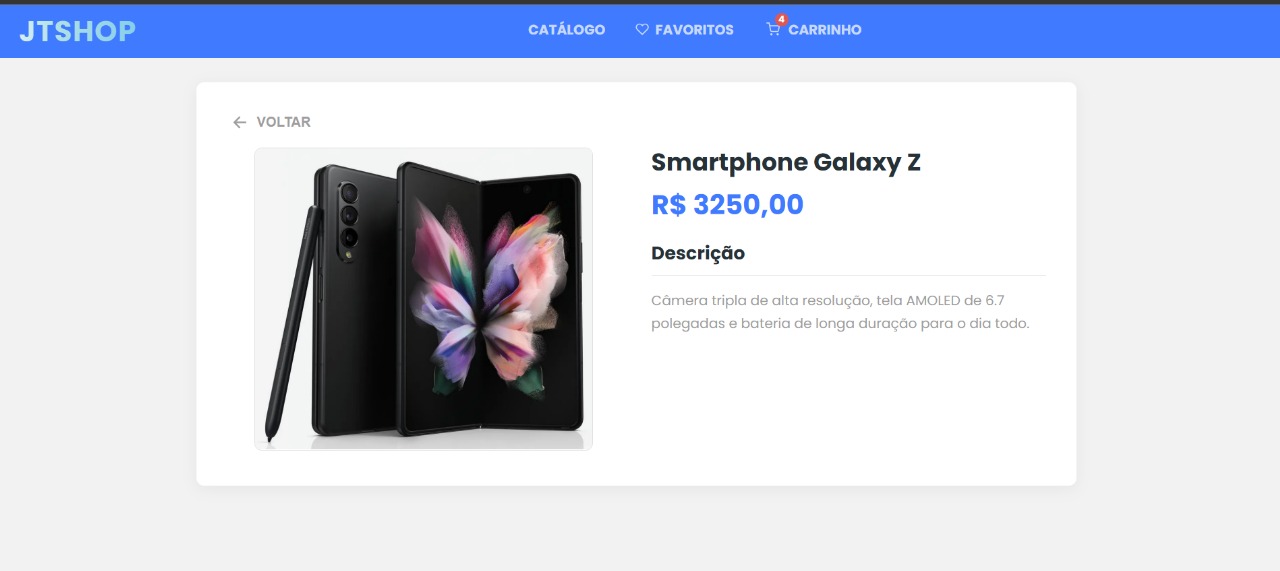 JTSHOP
CATÁLOGO
FAVORITOS
4
CARRINHO
VOLTAR
Smartphone Galaxy Z
R$ 3250,00
Descrição
Câmera tripla de alta resolução, tela AMOLED de 6.7
polegadas e bateria de longa duração para o dia todo.